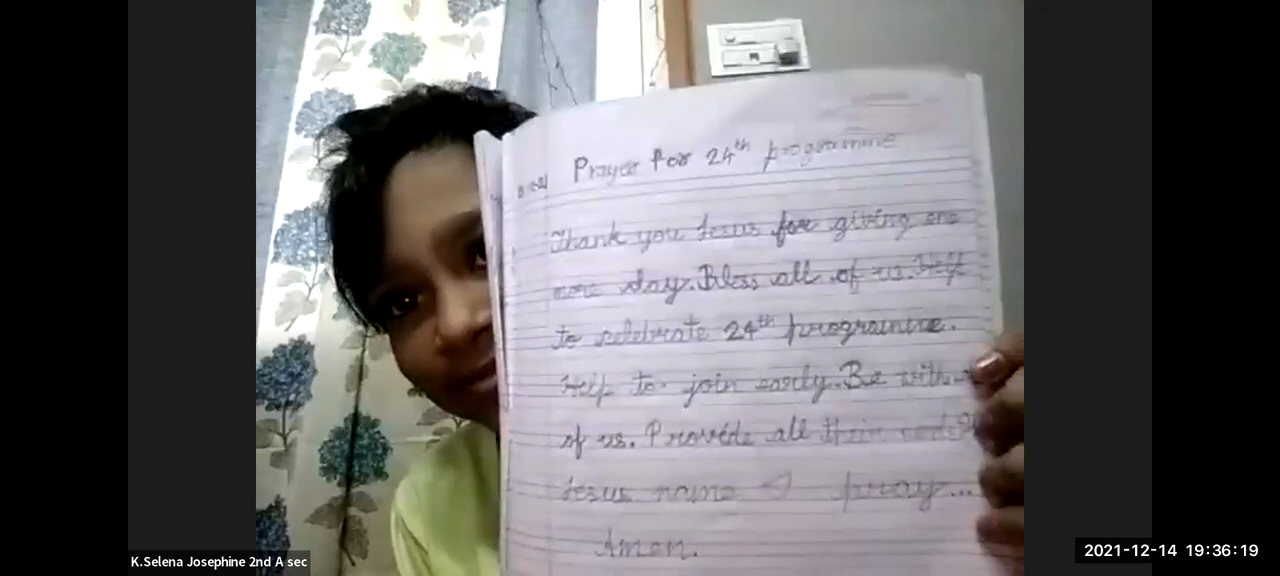 Prayer for 24th programme
Thank you Jesus for giving one
more day. Bless all of us. Help
to celebrate 24th programme.
Help to join early. Be with
of us. Provide all their
Jesus name I pray...
Amen.
K.Selena Josephine 2nd A sec
2021-12-14 19:36:19